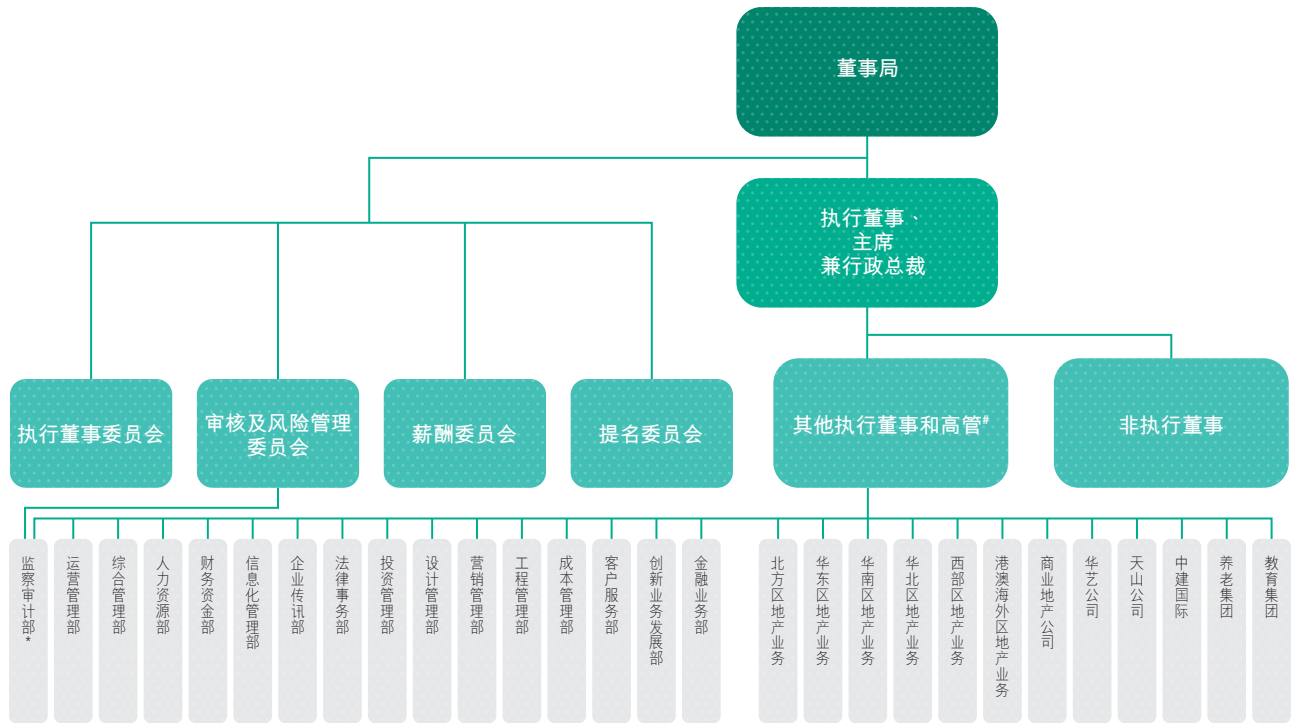 董事局
执行董事、
主席
兼行政总裁
执行董事委员会
审核及风险管理
委员会
薪酬委员会
提名委员会
其他执行董事和高管#
非执行董事
监察审计部*
运营管理部
综合管理部
人力资源部
财务资金部
信息化管理部
企业传讯部
法律事务部
投资管理部
设计管理部
营销管理部
工程管理部
成本管理部
客户服务部
创新业务发展部
金融业务部
北方区地产业务
华东区地产业务
华南区地产业务
华北区地产业务
西部区地产业务
港澳海外区地产业务
商业地产公司
华艺公司
天山公司
中建国际
养老集团
教育集团